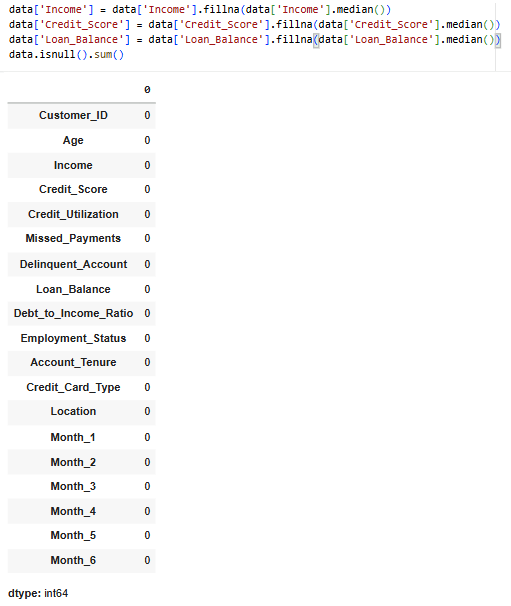 data['Income'] = data['Income'].fillna(data['Income'].median())
data['Credit_Score'] = data['Credit_Score'].fillna(data['Credit_Score'].median())
data['Loan_Balance'] = data['Loan_Balance'].fillna(data['Loan_Balance'].median())
data.isnull().sum()
0
Customer_ID 0
Age 0
Income 0
Credit_Score 0
Credit_Utilization 0
Missed_Payments 0
Delinquent_Account 0
Loan_Balance 0
Debt_to_Income_Ratio 0
Employment_Status 0
Account_Tenure 0
Credit_Card_Type 0
Location 0
Month_1 0
Month_2 0
Month_3 0
Month_4 0
Month_5 0
Month_6 0
dtype: int64